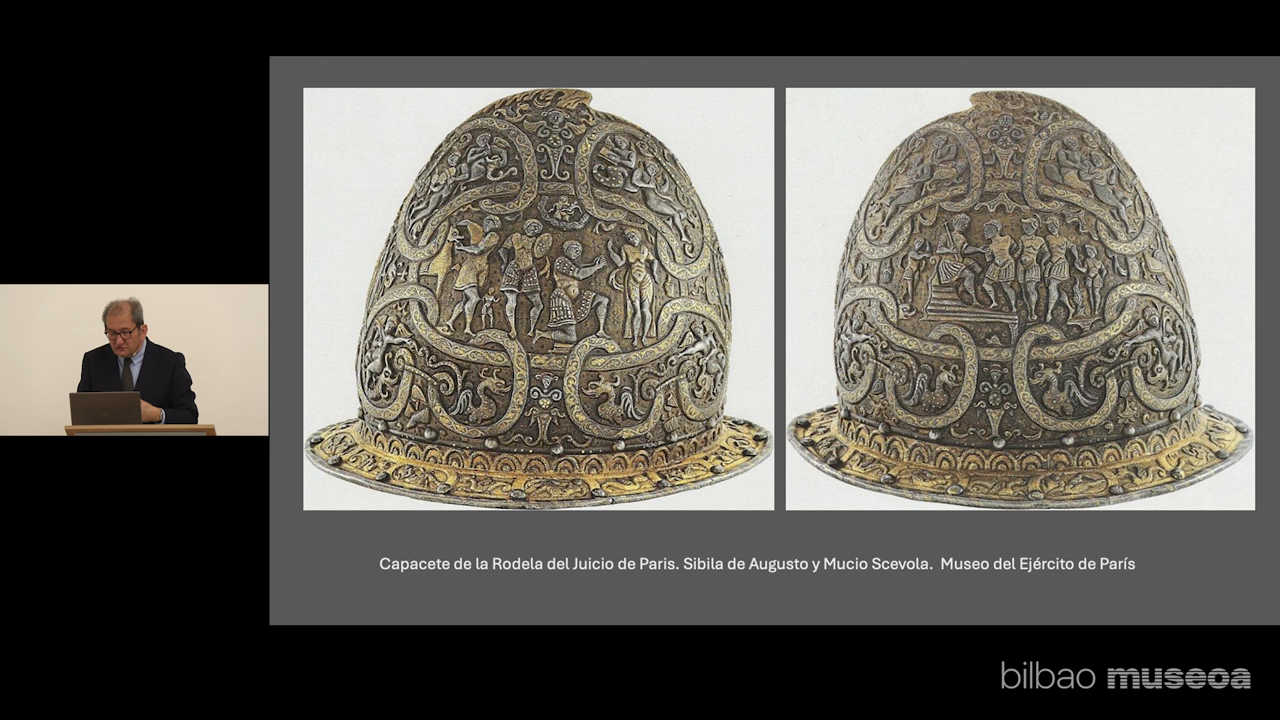 Capacete de la Rodela del Juicio de Paris. Sibila de Augusto y Mucio Scevola.  Museo del Ejército de París
bilbao museoa